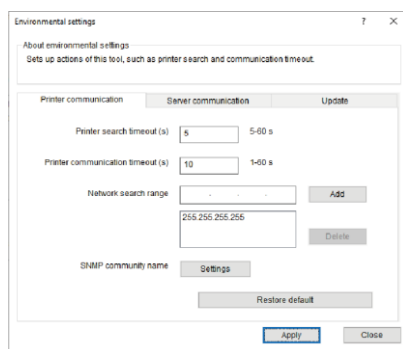 Environmental settings ? ×
About environmental settings
Sets up actions of this tool, such as printer search and communication timeout.
Printer communication Server communication Update
Printer search timeout (s) 5 5-60 s
Printer communication timeout (s) 10 1-60 s
Network search range . . . Add
255.255.255.255
Delete
SNMP community name Settings
Restore default
Apply Close